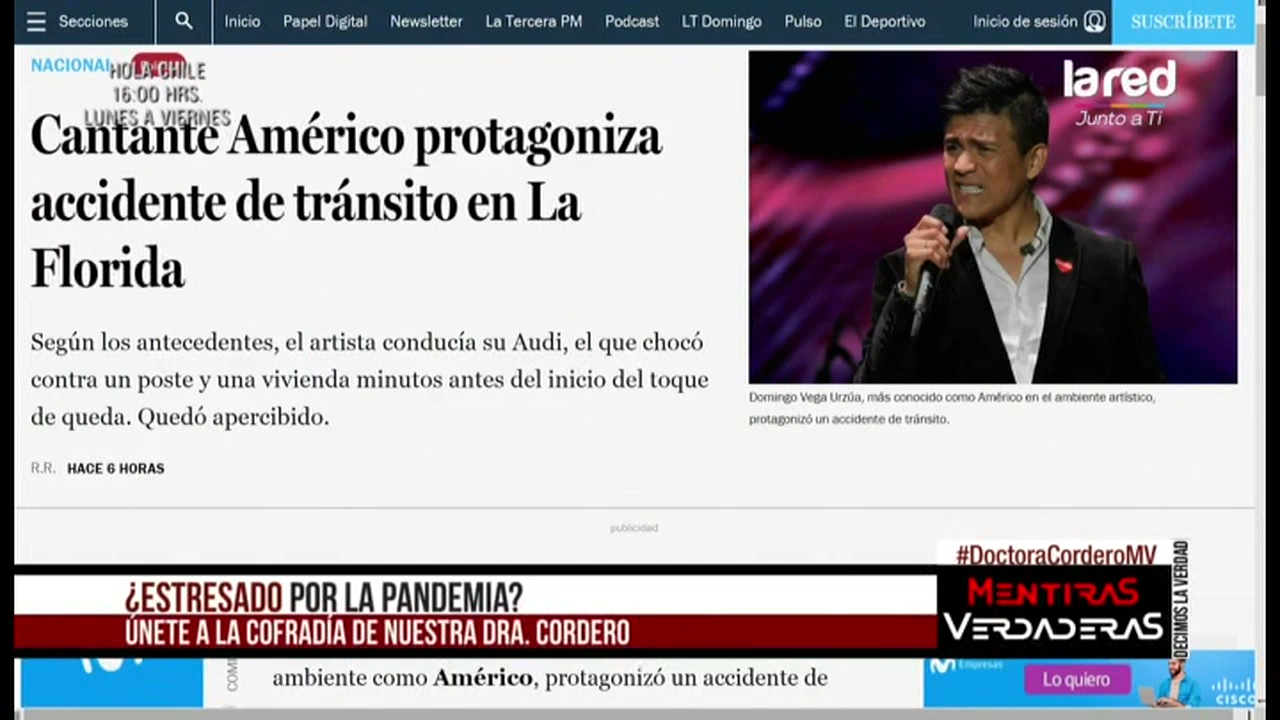 Secciones
Inicio
Papel Digital
Newsletter
La Tercera PM
Podcast
LT Domingo
Pulso
El Deportivo
Inicio de sesión
SUSCRÍBETE
NACIONAL
HOLA CHILE
16:00 HRS.
LUNES A VIERNES
Cantante Américo protagoniza
accidente de tránsito en La
Florida
Según los antecedentes, el artista conducía su Audi, el que chocó
contra un poste y una vivienda minutos antes del inicio del toque
de queda. Quedó apercibido.
R.R. HACE 6 HORAS
lared
Junto a Ti
Domingo Vega Urzúa, más conocido como Américo en el ambiente artístico,
protagonizó un accidente de tránsito.
publicidad
#DoctoraCorderoMV
¿ESTRESADO POR LA PANDEMIA?
ÚNETE A LA COFRADÍA DE NUESTRA DRA. CORDERO
MENTIRAS
VERDADERAS
DECIMOS LA VERDAD
ambiente como Américo, protagonizó un accidente de
Empresas
Lo quiero
CISCO